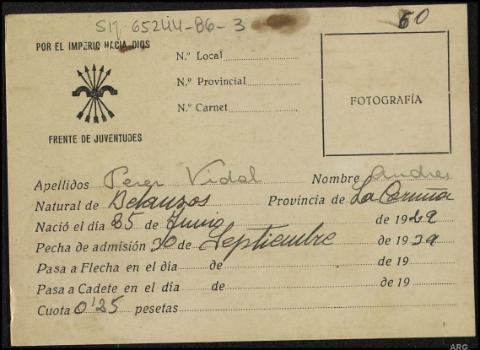 SIJ. 65244-86-3
60
POR EL IMPERIO HACIA DIOS
FRENTE DE JUVENTUDES
N.º Local
N.º Provincial
N.º Carnet
FOTOGRAFÍA
Apellidos Perez Vidal Nombre Andres
Natural de Betanzos Provincia de La Coruña
Nació el día 25 de Junio de 1929
Fecha de admisión 20 de Septiembre de 1939
Pasa a Flecha en el día de de 19
Pasa a Cadete en el día de de 19
Cuota 0'25 pesetas
ARG